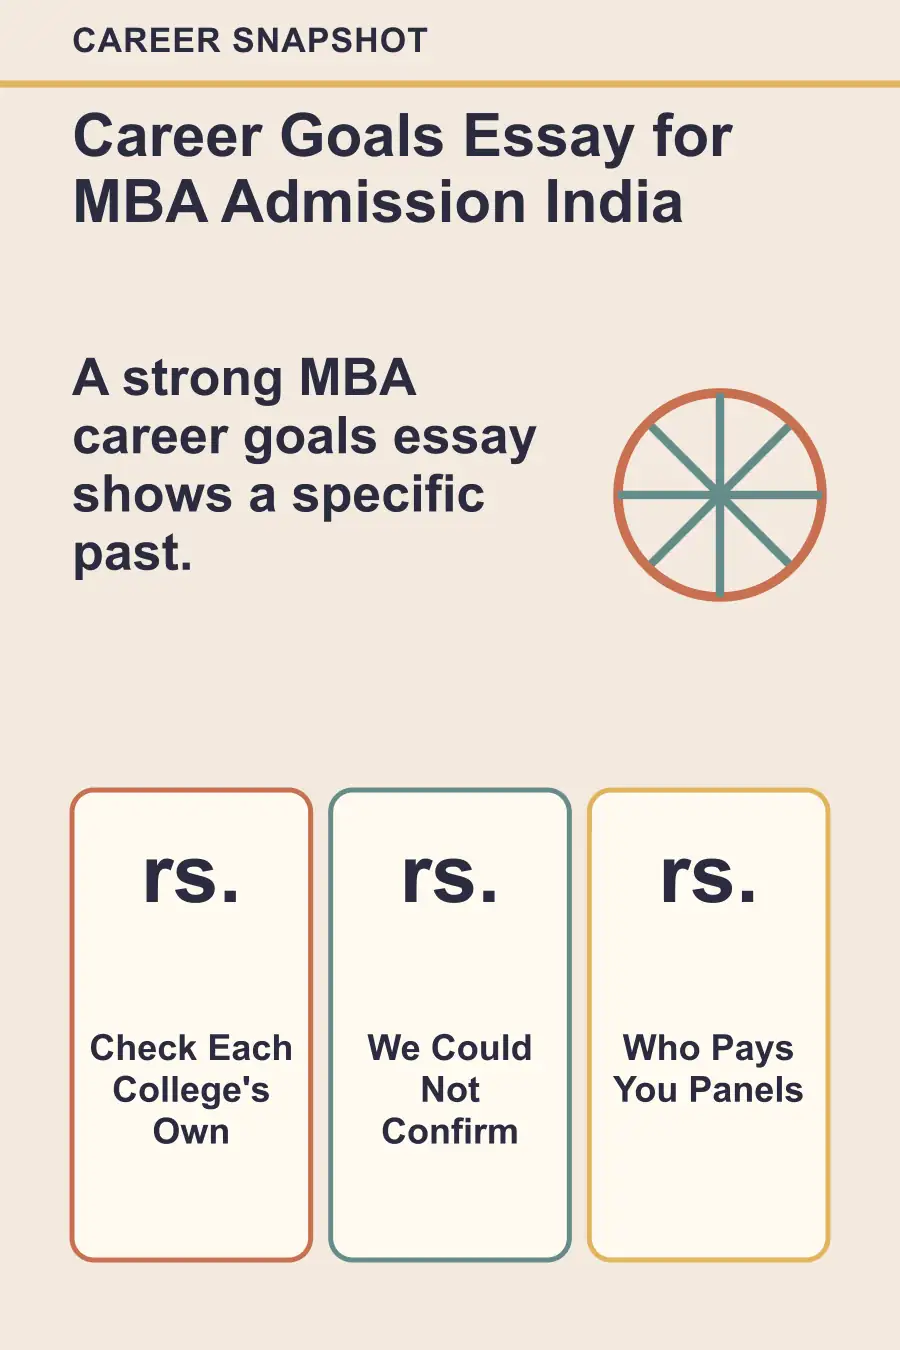 CAREER SNAPSHOT
Career Goals Essay for
MBA Admission India
A strong MBA
career goals essay
shows a specific
past.
rs.
Check Each
College's
Own
rs.
We Could
Not
Confirm
rs.
Who Pays
You Panels